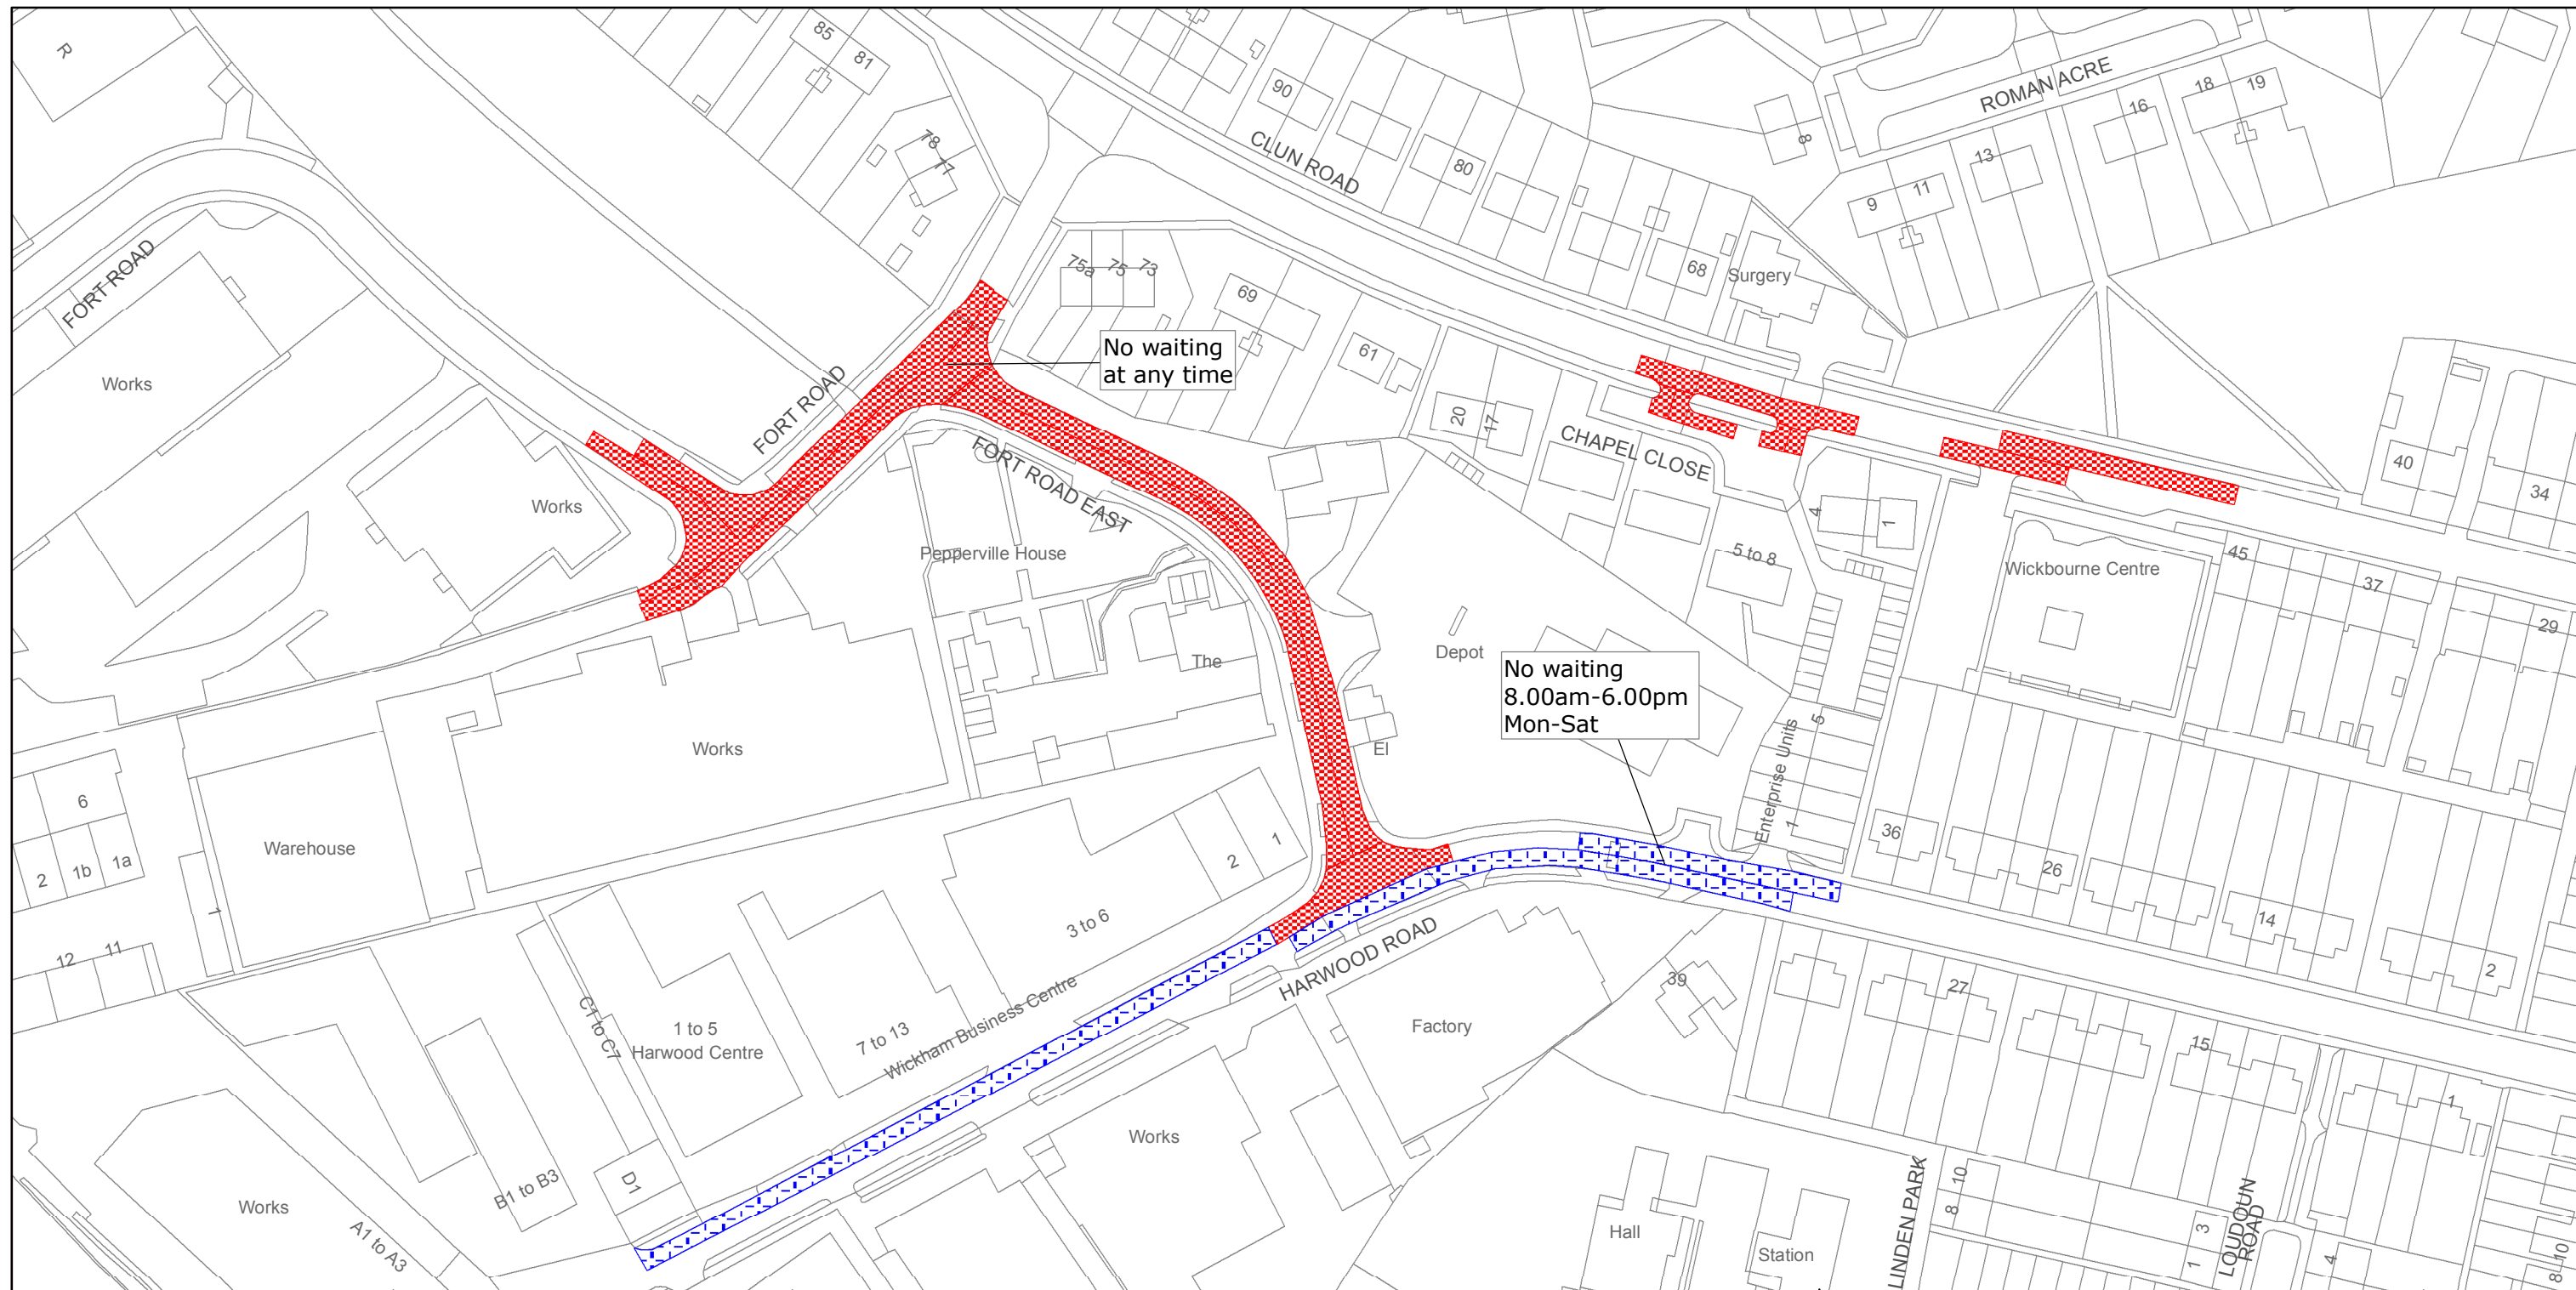 R
85
81
78
77
FORT ROAD
Works
Works
FORT ROAD
75a
75
73
69
61
No waiting
at any time
CLUN ROAD
90
80
68
Surgery
8
ROMAN ACRE
9
11
13
16
18
19
20
17
CHAPEL CLOSE
5 to 8
4
1
40
34
Wickbourne Centre
45
37
29
FORT ROAD EAST
Pepperville House
The
Depot
El
No waiting
8.00am-6.00pm
Mon-Sat
Enterprise Units
5
1
36
26
14
2
Works
6
2
1b
1a
Warehouse
1
12
11
2
1
3 to 6
7 to 13
Wickham Business Centre
HARWOOD ROAD
C1 to C7
1 to 5
Harwood Centre
Factory
39
27
15
1
D1
B1 to B3
Works
A1 to A3
Works
Hall
Station
LINDEN PARK
10
8
LOUDOUN
ROAD
3
1
4
10
8